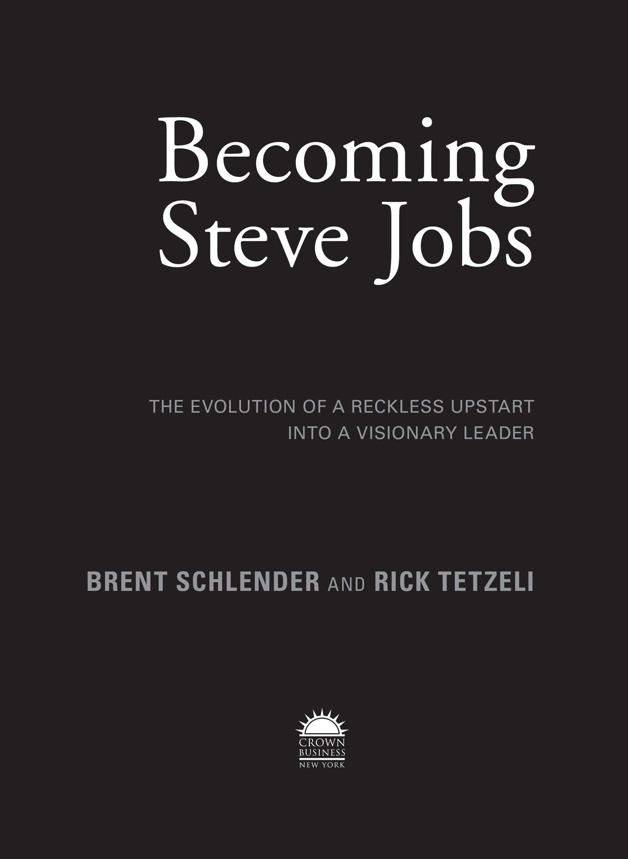 Becoming
Steve Jobs
THE EVOLUTION OF A RECKLESS UPSTART
INTO A VISIONARY LEADER
BRENT SCHLENDER AND RICK TETZELI
CROWN
BUSINESS
NEW YORK